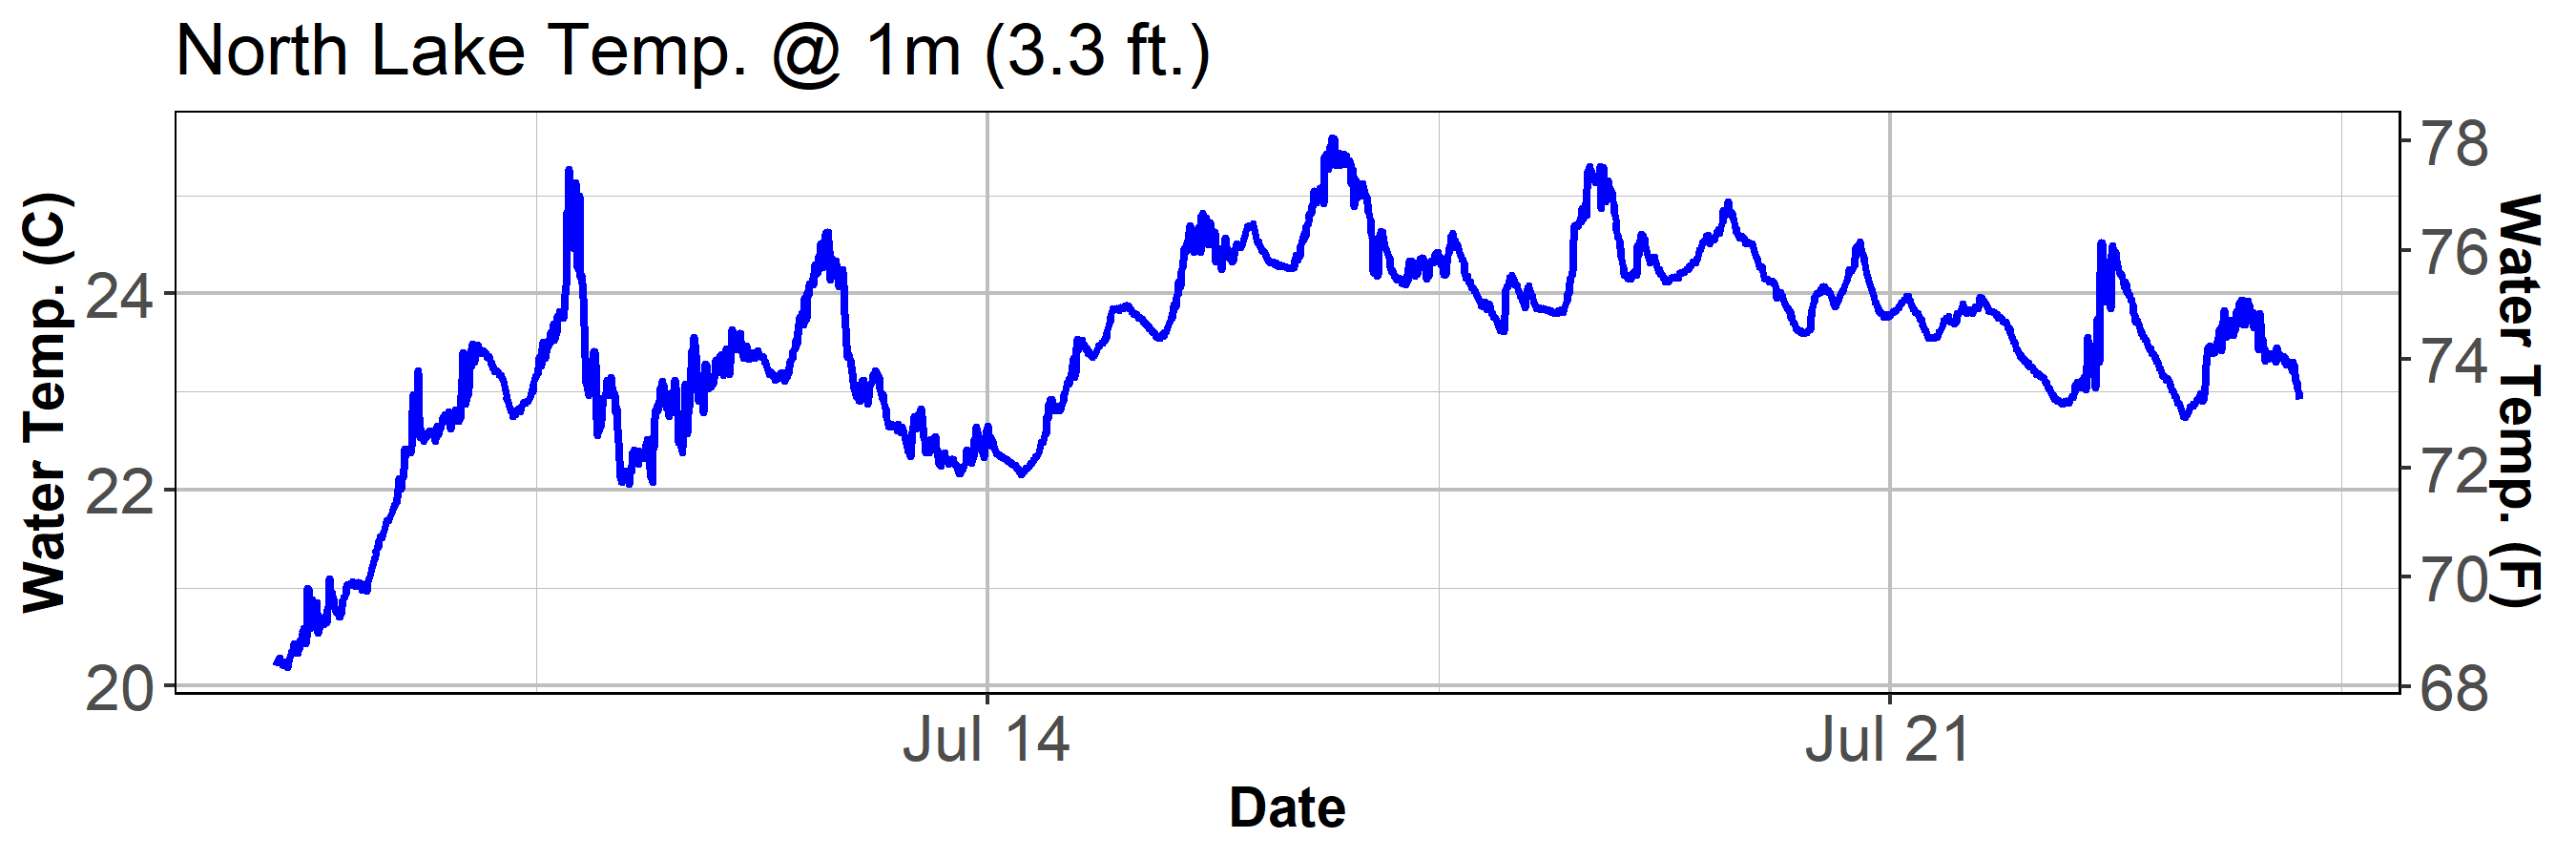 North Lake Temp. @ 1m (3.3 ft.)
Water Temp. (C)
24
22
20
78
76
74
72
70
68
Water Temp. (F)
Jul 14
Jul 21
Date